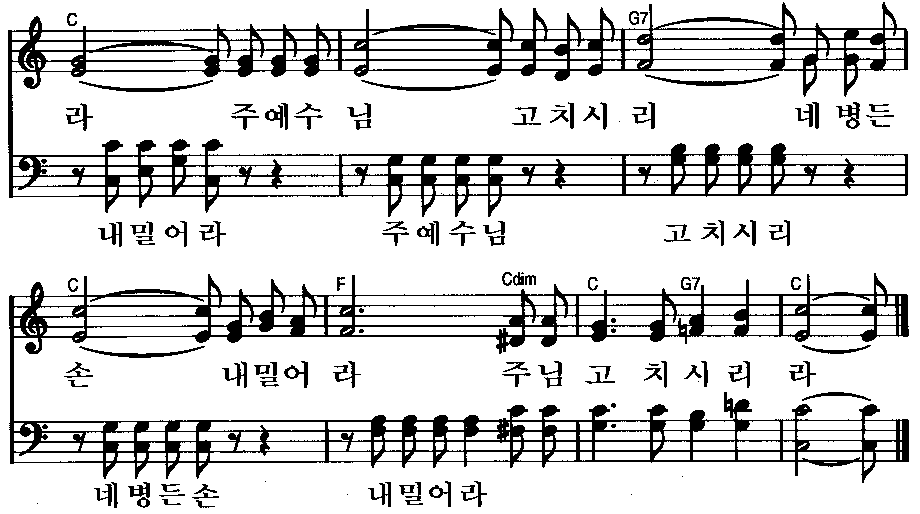 C G7
라 주예수 님 고치시 리 네병든
내밀어라 주예수님 고치시리
C F Cdim C G7 C
손 내밀어 라 주님 고 치 시 리 라
네병든손 내밀어라